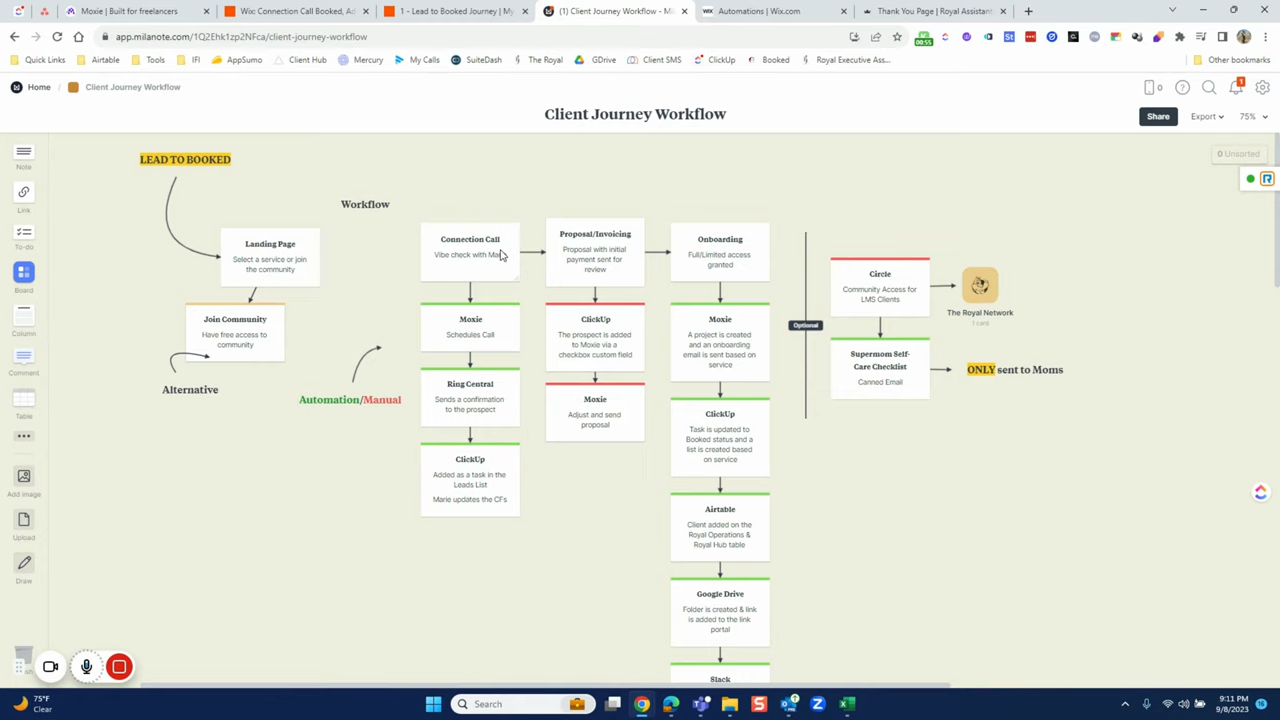 Moxie | Built for freelancers
Wix Connection Call Booked, Ad
1 - Lead to Booked Journey | My
(1) Client Journey Workflow - Mil
Automations | Wix.com
Thank You Page | Royal Assistant
app.milanote.com/1Q2Ehk1zp2NFca/client-journey-workflow
00:55
Quick Links
Airtable
Tools
IFI
AppSumo
Client Hub
Mercury
My Calls
SuiteDash
The Royal
GDrive
Client SMS
ClickUp
Booked
Royal Executive Ass...
Other bookmarks
Home
/
Client Journey Workflow
0
1
Client Journey Workflow
Share
Export
75%
0 Unsorted
Note
Link
To-do
Board
Column
Comment
Table
Add image
Upload
Draw
LEAD TO BOOKED
Workflow
Landing Page
Select a service or join
the community
Join Community
Have free access to
community
Alternative
Automation/Manual
Connection Call
Vibe check with
Moxie
Schedules Call
Ring Central
Sends a confirmation
to the prospect
ClickUp
Added as a task in the
Leads List
Marie updates the CFs
Proposal/Invoicing
Proposal with initial
payment sent for
review
ClickUp
The prospect is added
to Moxie via a
checkbox custom field
Moxie
Adjust and send
proposal
Onboarding
Full/Limited access
granted
Moxie
A project is created
and an onboarding
email is sent based on
service
ClickUp
Task is updated to
Booked status and a
list is created based
on service
Airtable
Client added on the
Royal Operations &
Royal Hub table
Google Drive
Folder is created & link
is added to the link
portal
Slack
Optional
Circle
Community Access for
LMS Clients
The Royal Network
1 card
Supermom Self-
Care Checklist
Canned Email
ONLY sent to Moms
75°F
Clear
Search
9:11 PM
9/8/2023